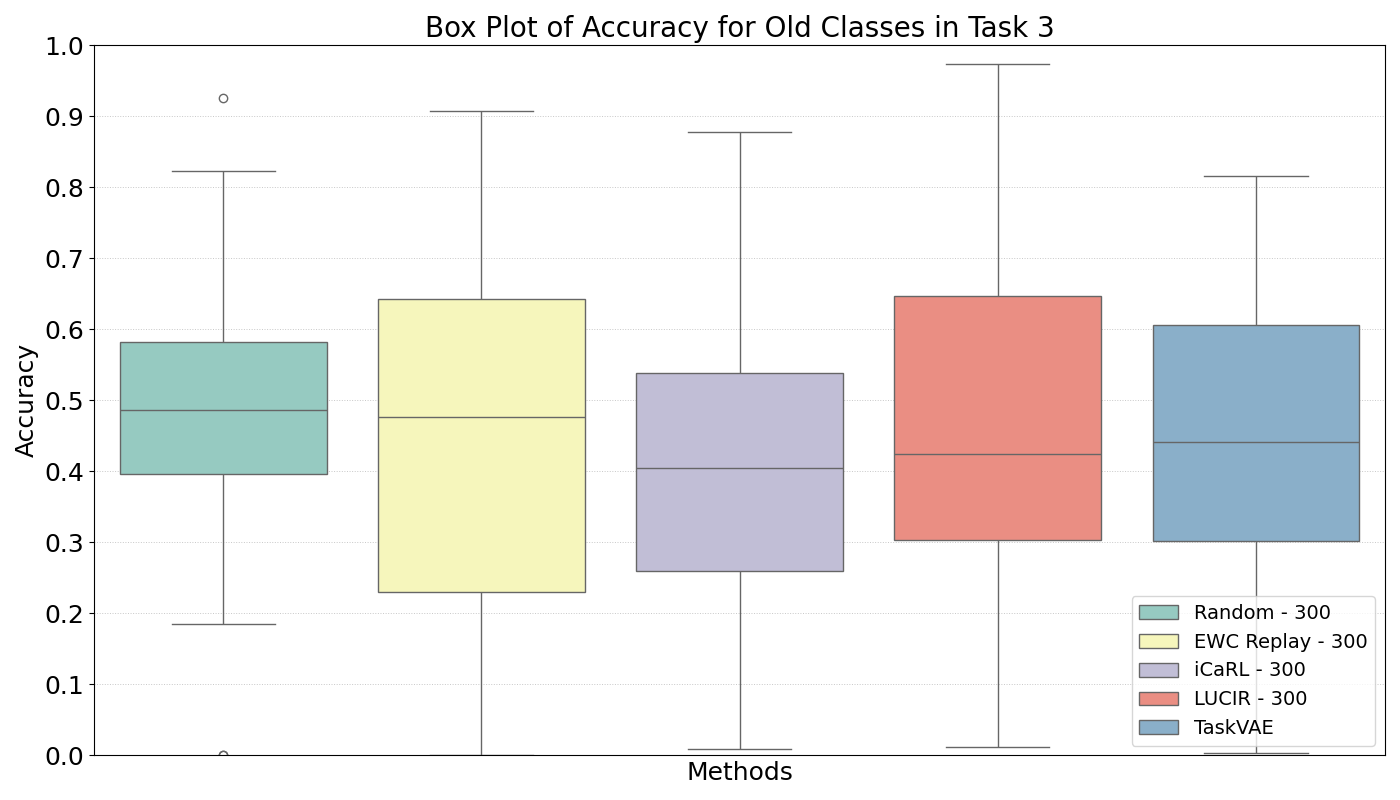 Box Plot of Accuracy for Old Classes in Task 3
1.0
0.9
0.8
0.7
0.6
0.5
0.4
0.3
0.2
0.1
0.0
Accuracy
Methods
Random - 300
EWC Replay - 300
iCaRL - 300
LUCIR - 300
TaskVAE